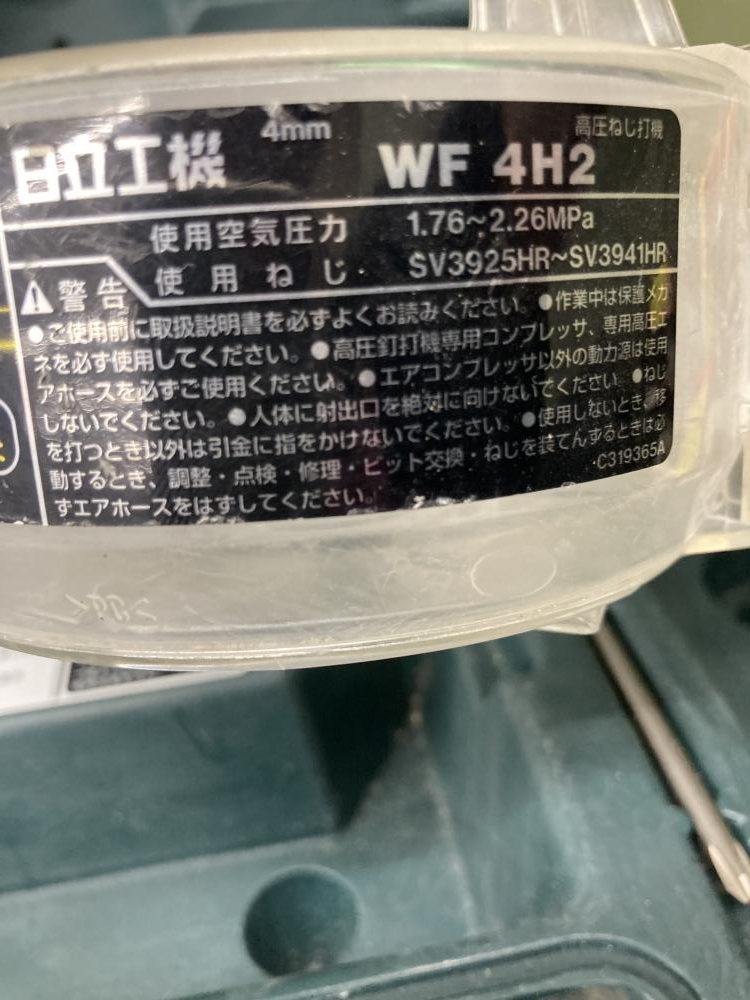 4mm
高圧ねじ打機
日立工機 WF 4H2
使用空気圧力 1.76~2.26MPa
使用ねじ SV3925HR~SV3941HR
警告
●ご使用前に取扱説明書を必ずよくお読みください。●作業中は保護メガ
ネを必ず使用してください。●高圧釘打機専用コンプレッサ、専用高圧エ
アホースを必ずご使用ください。●エアコンプレッサ以外の動力源は使用
しないでください。●人体に射出口を絶対に向けないでください。●ねじ
を打つとき以外は引金に指をかけないでください。●使用しないとき、移
動するとき、調整・点検・修理・ビット交換・ねじを装てんするときは必
ずエアホースをはずしてください。
C319365A
>PC<